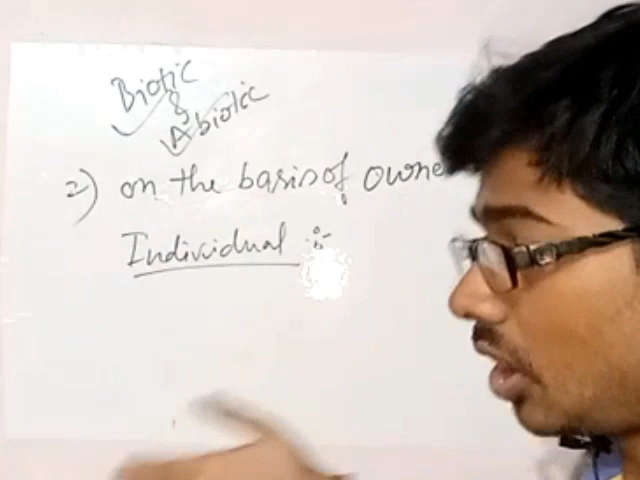 Biotic
&
Abiotic
2) on the basis of owne
Individual :-